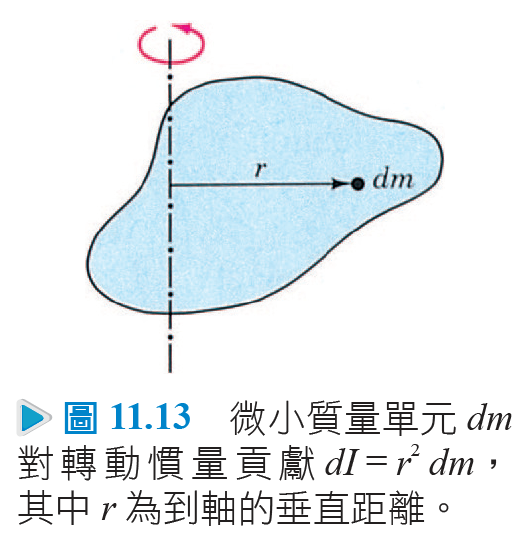 r
dm
圖 11.13 微小質量單元 dm
對轉動慣量貢獻 dI = r² dm，
其中 r 為到軸的垂直距離。